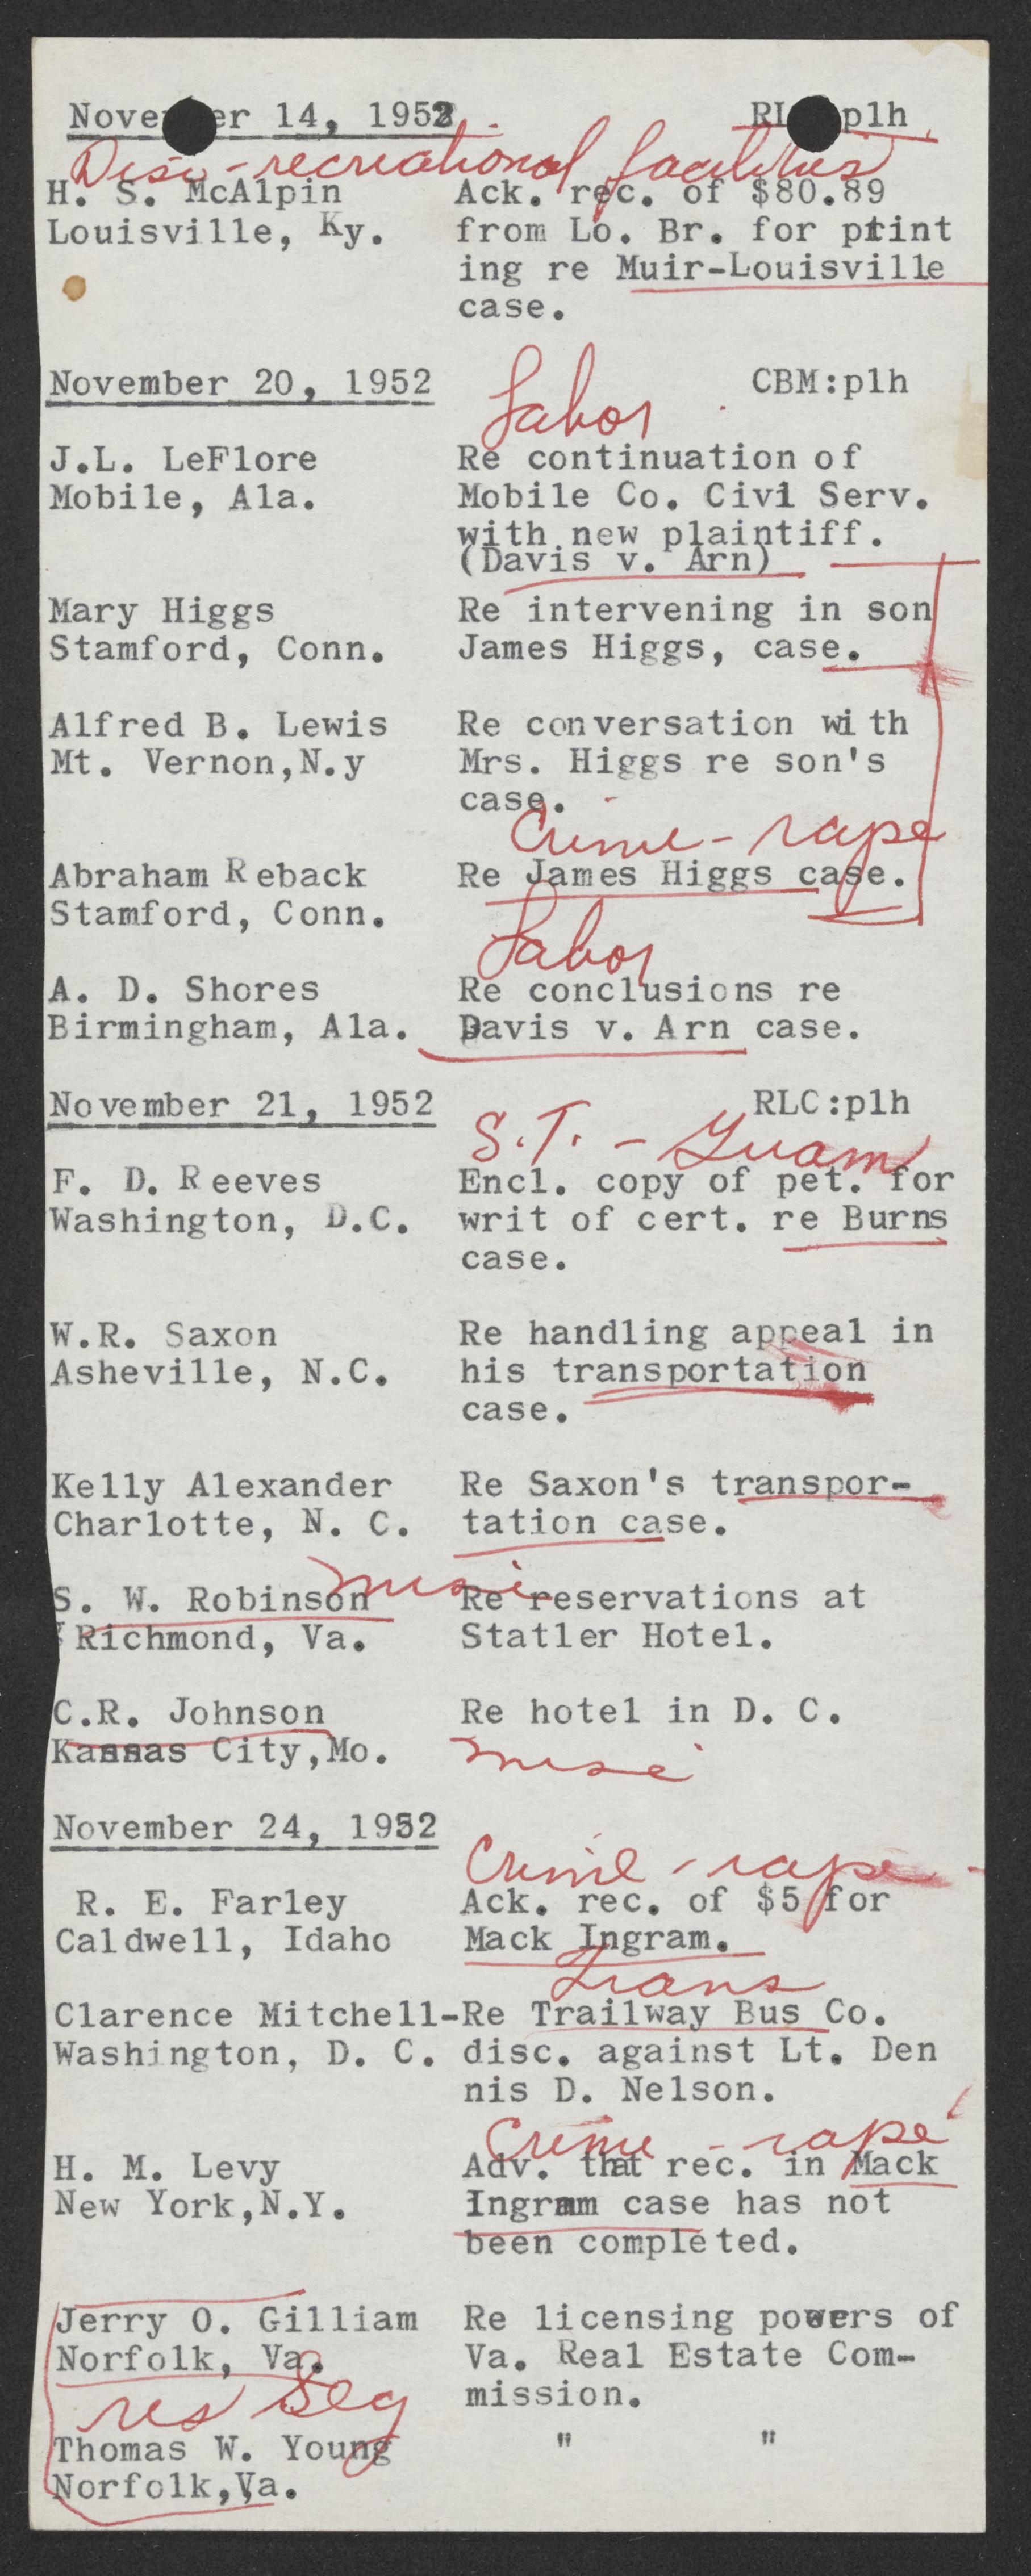 November 14, 1952 RLC:plh
Disc - recreational facilities
H. S. McAlpin Ack. rec. of $80.89
Louisville, Ky. from Lo. Br. for ptint
ing re Muir-Louisville
case.
November 20, 1952 CBM:plh
Labor
J.L. LeFlore Re continuation of
Mobile, Ala. Mobile Co. Civl Serv.
with new plaintiff.
(Davis v. Arn)
Mary Higgs Re intervening in son
Stamford, Conn. James Higgs, case.
Alfred B. Lewis Re conversation with
Mt. Vernon,N.y Mrs. Higgs re son's
case.
Crime - rape
Abraham Reback Re James Higgs case.
Stamford, Conn.
Labor
A. D. Shores Re conclusions re
Birmingham, Ala. Davis v. Arn case.
November 21, 1952 RLC:plh
S.T. - Guam
F. D. Reeves Encl. copy of pet. for
Washington, D.C. writ of cert. re Burns
case.
W.R. Saxon Re handling appeal in
Asheville, N.C. his transportation
case.
Kelly Alexander Re Saxon's transpor-
Charlotte, N. C. tation case.
misc
S. W. Robinson Re reservations at
Richmond, Va. Statler Hotel.
C.R. Johnson Re hotel in D. C.
Kansas City,Mo. misc
November 24, 1952
Crime - rape
R. E. Farley Ack. rec. of $5 for
Caldwell, Idaho Mack Ingram.
Trans
Clarence Mitchell-Re Trailway Bus Co.
Washington, D. C. disc. against Lt. Den
nis D. Nelson.
Crime - rape
H. M. Levy Adv. that rec. in Mack
New York,N.Y. Ingram case has not
been completed.
Jerry O. Gilliam Re licensing powers of
Norfolk, Va. Va. Real Estate Com-
res Seg mission.
Thomas W. Young " "
Norfolk,Va.